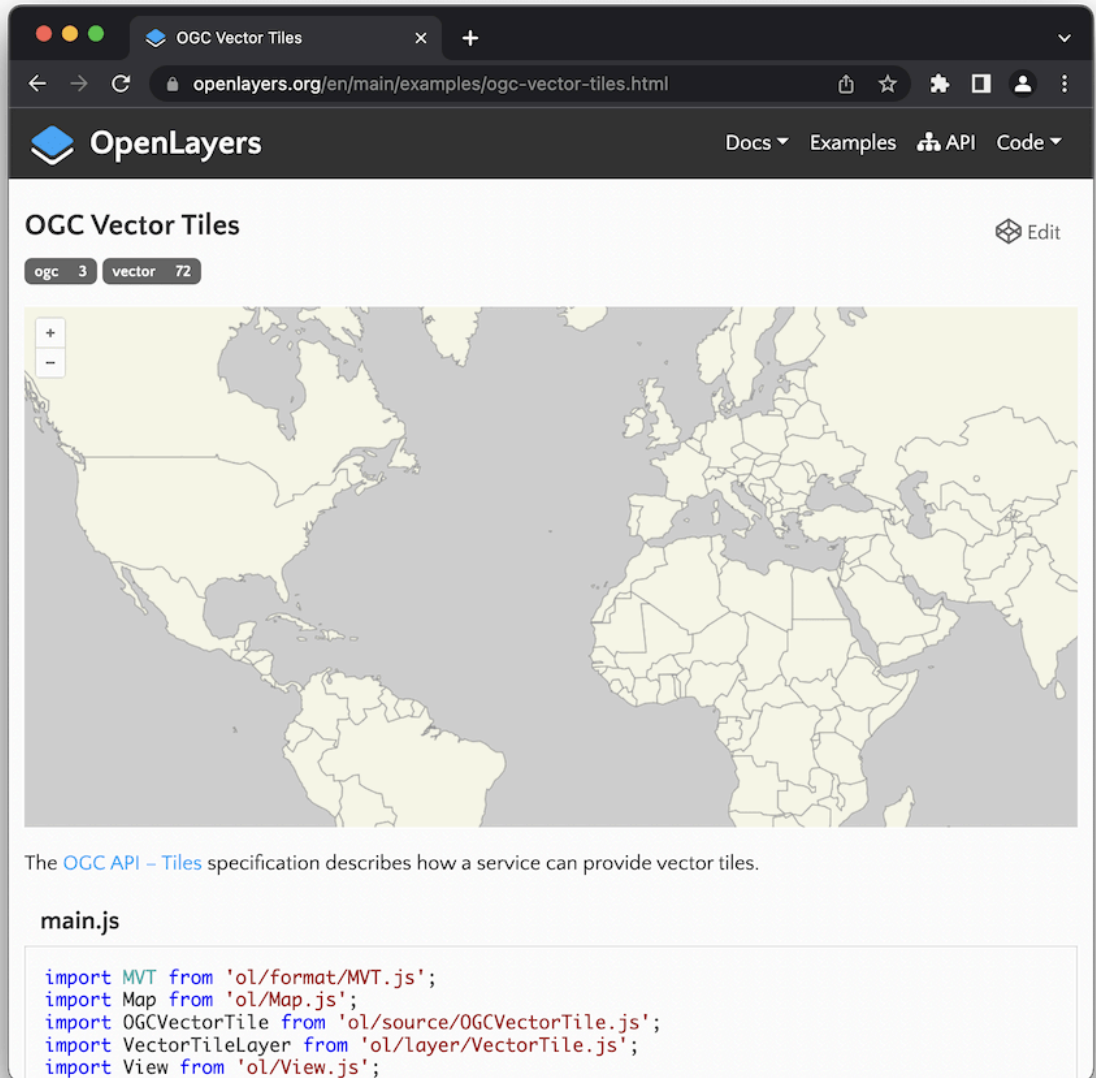 OGC Vector Tiles
openlayers.org/en/main/examples/ogc-vector-tiles.html
OpenLayers
Docs Examples API Code
OGC Vector Tiles
Edit
ogc 3 vector 72
+
−
The OGC API – Tiles specification describes how a service can provide vector tiles.
main.js
import MVT from 'ol/format/MVT.js';
import Map from 'ol/Map.js';
import OGCVectorTile from 'ol/source/OGCVectorTile.js';
import VectorTileLayer from 'ol/layer/VectorTile.js';
import View from 'ol/View.js';